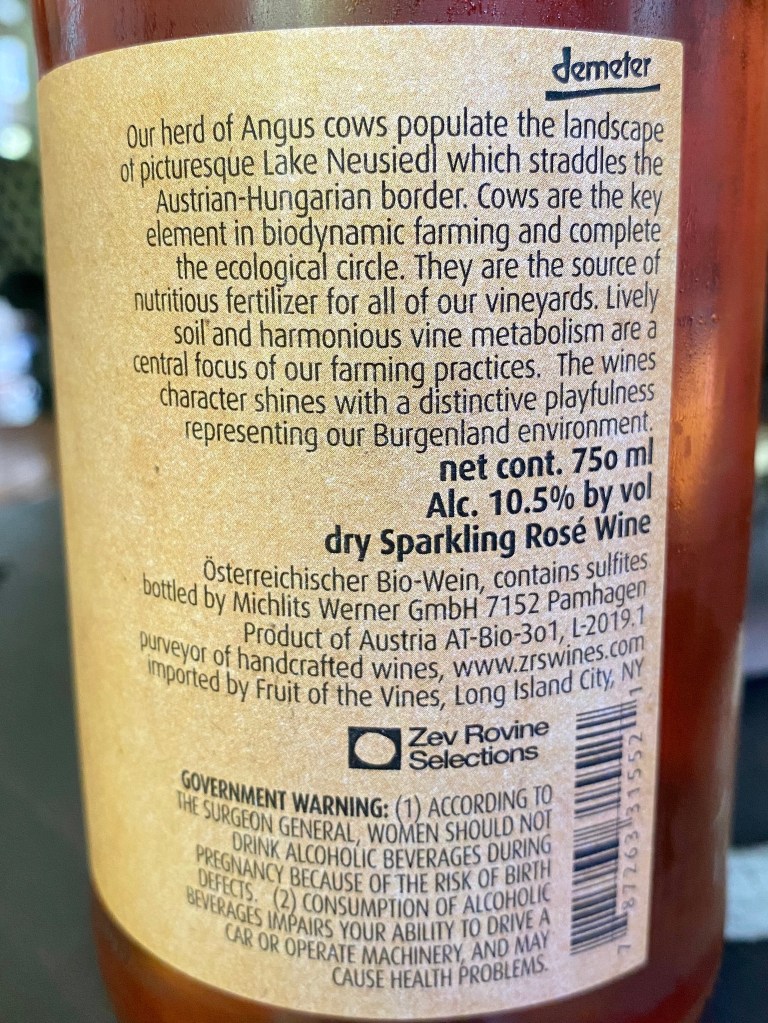 demeter
Our herd of Angus cows populate the landscape
of picturesque Lake Neusiedl which straddles the
Austrian-Hungarian border. Cows are the key
element in biodynamic farming and complete
the ecological circle. They are the source of
nutritious fertilizer for all of our vineyards. Lively
soil and harmonious vine metabolism are a
central focus of our farming practices. The wines
character shines with a distinctive playfulness
representing our Burgenland environment.
net cont. 750 ml
Alc. 10.5% by vol
dry Sparkling Rosé Wine
Österreichischer Bio-Wein, contains sulfites
bottled by Michlits Werner GmbH 7152 Pamhagen
Product of Austria AT-Bio-301, L-2019.1
purveyor of handcrafted wines, www.zrswines.com
imported by Fruit of the Vines, Long Island City, NY
Zev Rovine
Selections
GOVERNMENT WARNING: (1) ACCORDING TO
THE SURGEON GENERAL, WOMEN SHOULD NOT
DRINK ALCOHOLIC BEVERAGES DURING
PREGNANCY BECAUSE OF THE RISK OF BIRTH
DEFECTS. (2) CONSUMPTION OF ALCOHOLIC
BEVERAGES IMPAIRS YOUR ABILITY TO DRIVE A
CAR OR OPERATE MACHINERY, AND MAY
CAUSE HEALTH PROBLEMS.
7 87263 31552 1